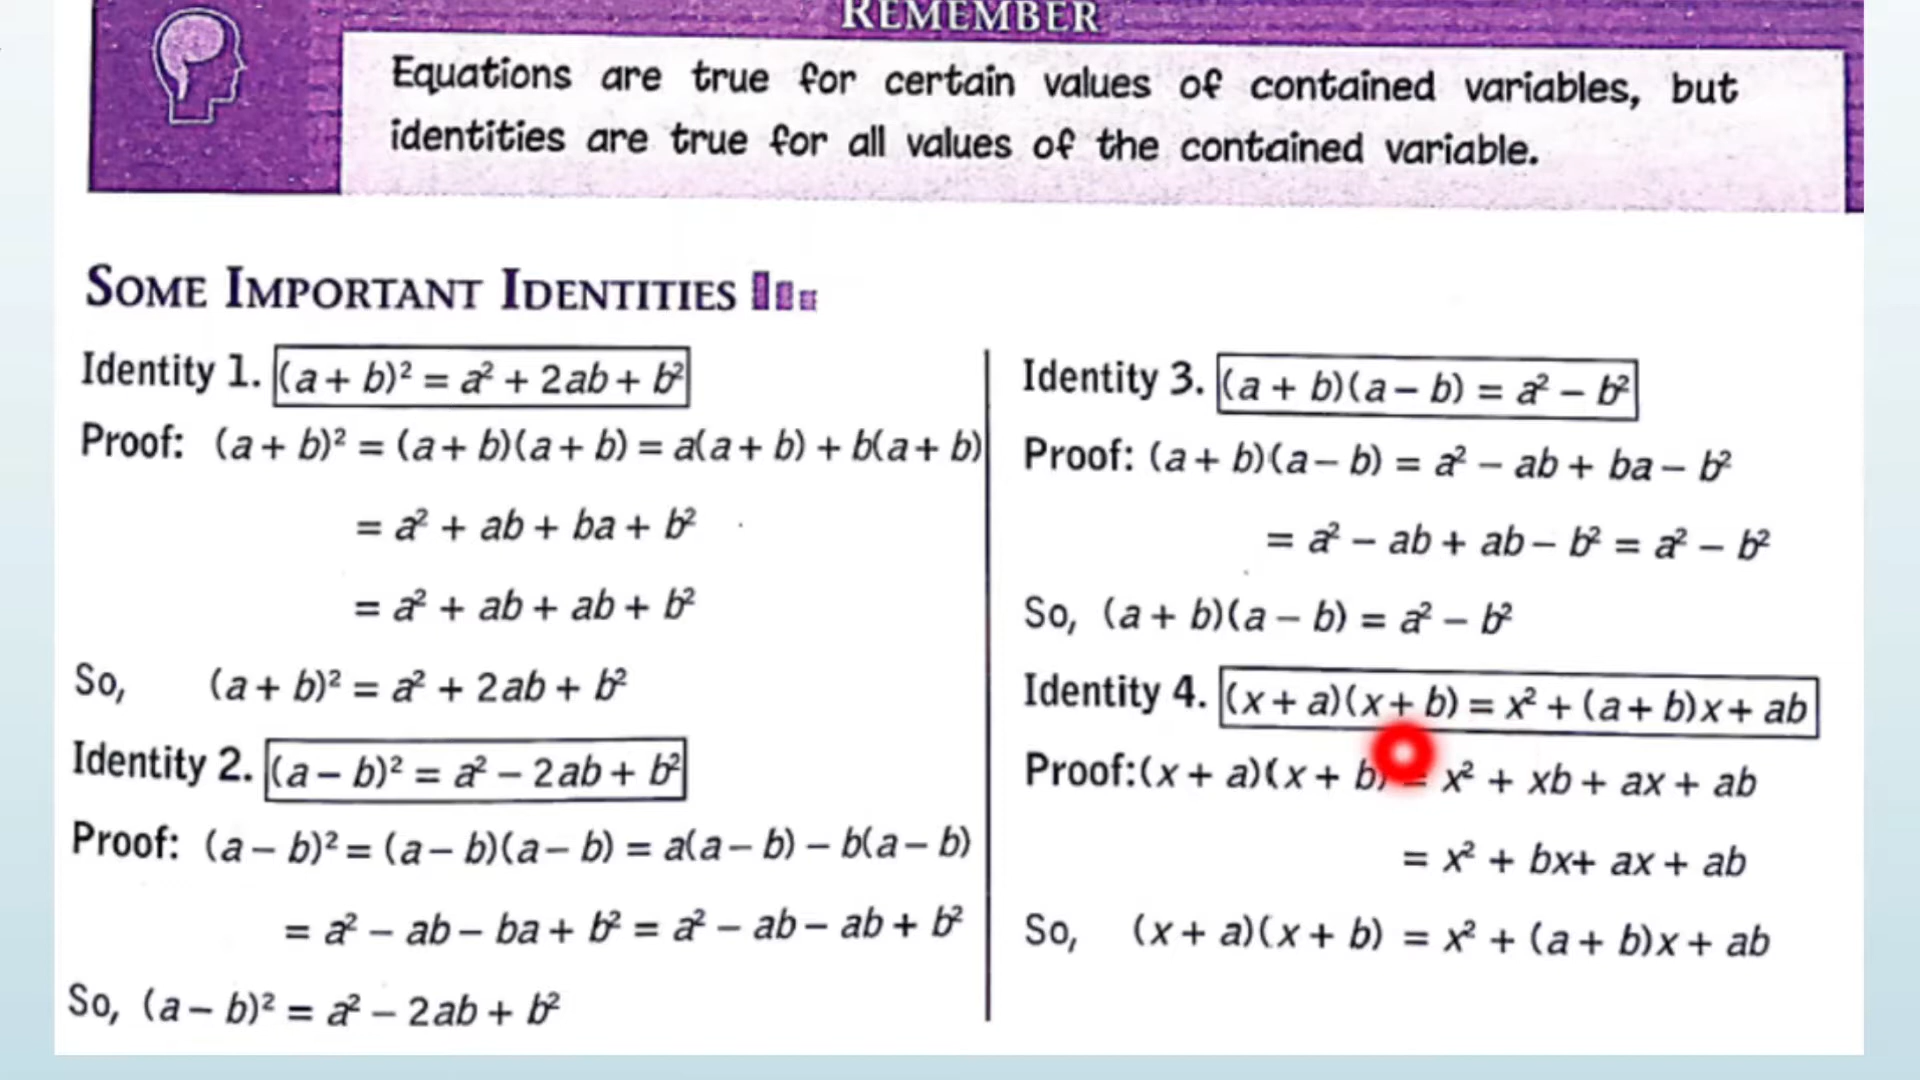 REMEMBER
Equations are true for certain values of contained variables, but
identities are true for all values of the contained variable.
SOME IMPORTANT IDENTITIES
Identity 1. (a + b)² = a² + 2ab + b²
Proof: (a + b)² = (a + b)(a + b) = a(a + b) + b(a + b)
= a² + ab + ba + b²
= a² + ab + ab + b²
So, (a + b)² = a² + 2ab + b²
Identity 2. (a – b)² = a² – 2ab + b²
Proof: (a – b)² = (a – b)(a – b) = a(a – b) – b(a – b)
= a² – ab – ba + b² = a² – ab – ab + b²
So, (a – b)² = a² – 2ab + b²
Identity 3. (a + b)(a – b) = a² – b²
Proof: (a + b)(a – b) = a² – ab + ba – b²
= a² – ab + ab – b² = a² – b²
So, (a + b)(a – b) = a² – b²
Identity 4. (x + a)(x + b) = x² + (a + b)x + ab
Proof: (x + a)(x + b) = x² + xb + ax + ab
= x² + bx + ax + ab
So, (x + a)(x + b) = x² + (a + b)x + ab